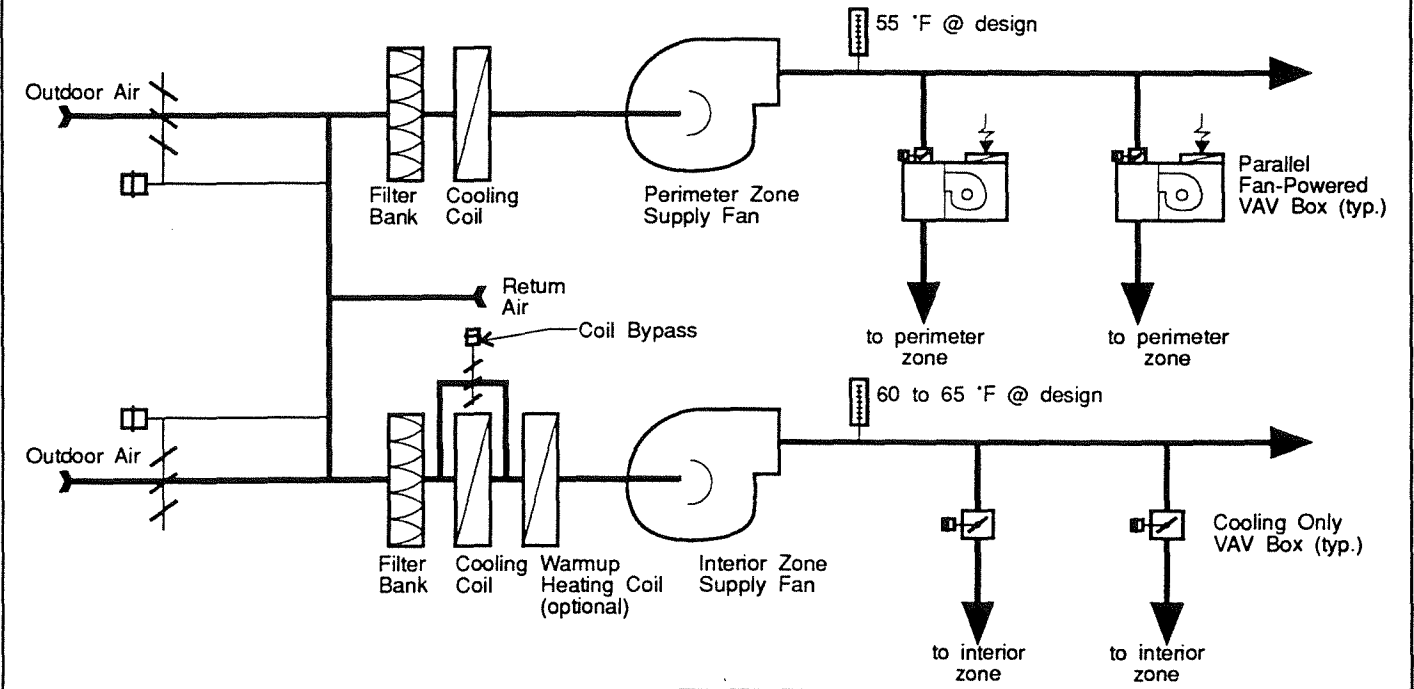 55 °F @ design
Outdoor Air
Filter
Bank
Cooling
Coil
Perimeter Zone
Supply Fan
Parallel
Fan-Powered
VAV Box (typ.)
Return
Air
Coil Bypass
to perimeter
zone
to perimeter
zone
60 to 65 °F @ design
Outdoor Air
Filter
Bank
Cooling
Coil
Warmup
Heating Coil
(optional)
Interior Zone
Supply Fan
Cooling Only
VAV Box (typ.)
to interior
zone
to interior
zone